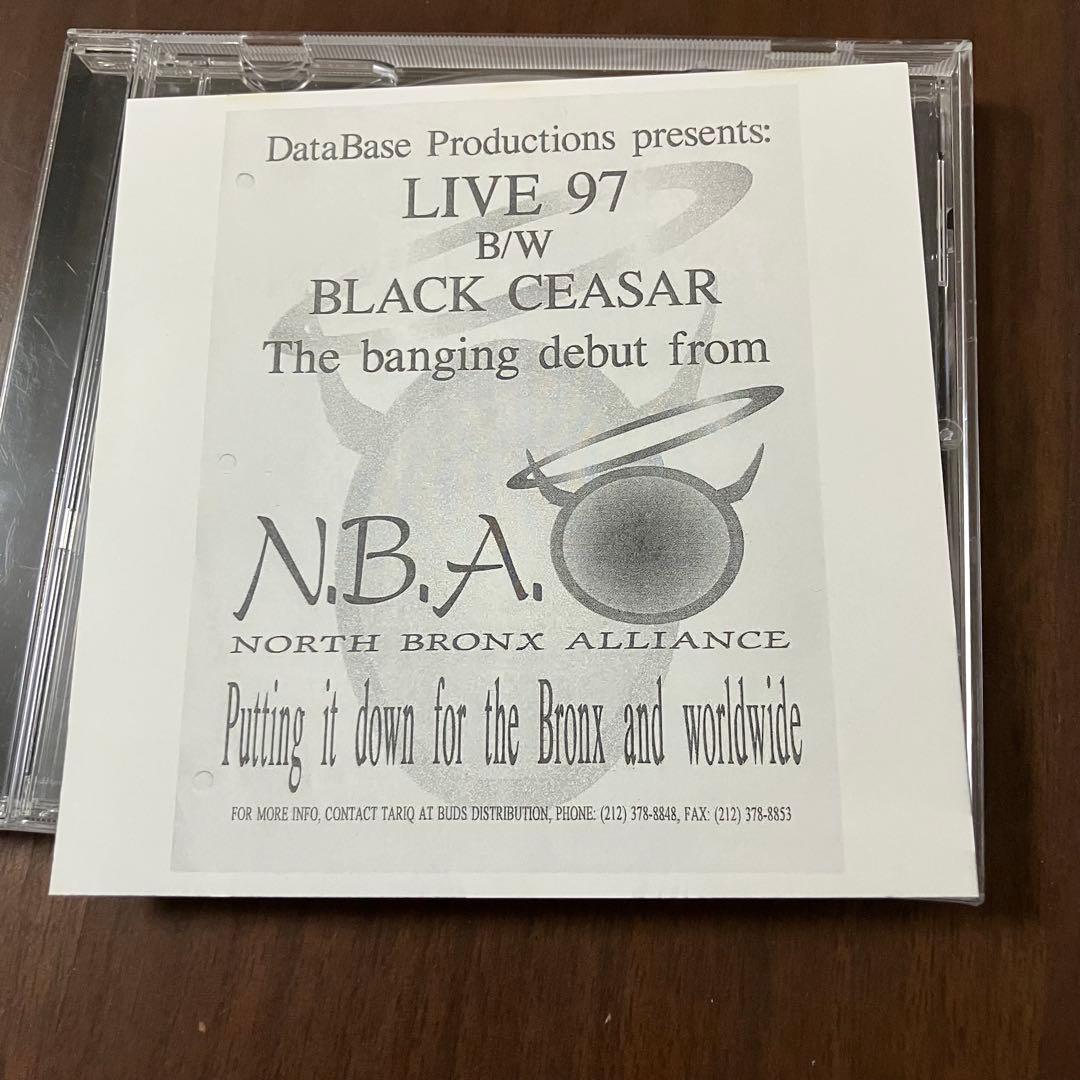 DataBase Productions presents:
LIVE 97
B/W
BLACK CEASAR
The banging debut from
N.B.A.
NORTH BRONX ALLIANCE
Putting it down for the Bronx and worldwide
FOR MORE INFO, CONTACT TARIQ AT BUDS DISTRIBUTION, PHONE: (212) 378-8848, FAX: (212) 378-8853